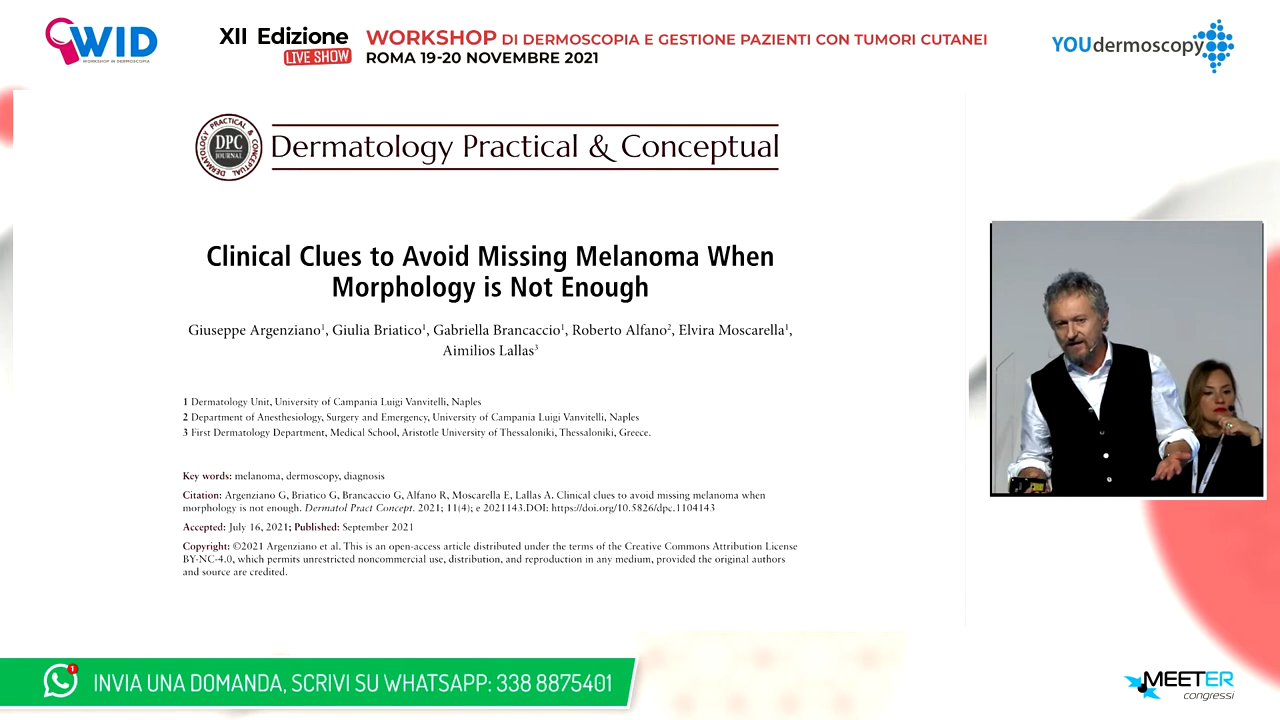 WID
WORKSHOP IN DERMOSCOPIA
XII Edizione
LIVE SHOW
WORKSHOP DI DERMOSCOPIA E GESTIONE PAZIENTI CON TUMORI CUTANEI
ROMA 19-20 NOVEMBRE 2021
YOUdermoscopy
DERMATOLOGY PRACTICAL & CONCEPTUAL
DPC
JOURNAL
Dermatology Practical & Conceptual
Clinical Clues to Avoid Missing Melanoma When
Morphology is Not Enough
Giuseppe Argenziano1, Giulia Briatico1, Gabriella Brancaccio1, Roberto Alfano2, Elvira Moscarella1,
Aimilios Lallas3
1 Dermatology Unit, University of Campania Luigi Vanvitelli, Naples
2 Department of Anesthesiology, Surgery and Emergency, University of Campania Luigi Vanvitelli, Naples
3 First Dermatology Department, Medical School, Aristotle University of Thessaloniki, Thessaloniki, Greece.
Key words: melanoma, dermoscopy, diagnosis
Citation: Argenziano G, Briatico G, Brancaccio G, Alfano R, Moscarella E, Lallas A. Clinical clues to avoid missing melanoma when
morphology is not enough. Dermatol Pract Concept. 2021; 11(4); e 2021143.DOI: https://doi.org/10.5826/dpc.1104143
Accepted: July 16, 2021; Published: September 2021
Copyright: ©2021 Argenziano et al. This is an open-access article distributed under the terms of the Creative Commons Attribution License
BY-NC-4.0, which permits unrestricted noncommercial use, distribution, and reproduction in any medium, provided the original authors
and source are credited.
1
INVIA UNA DOMANDA, SCRIVI SU WHATSAPP: 338 8875401
MEETER
congressi